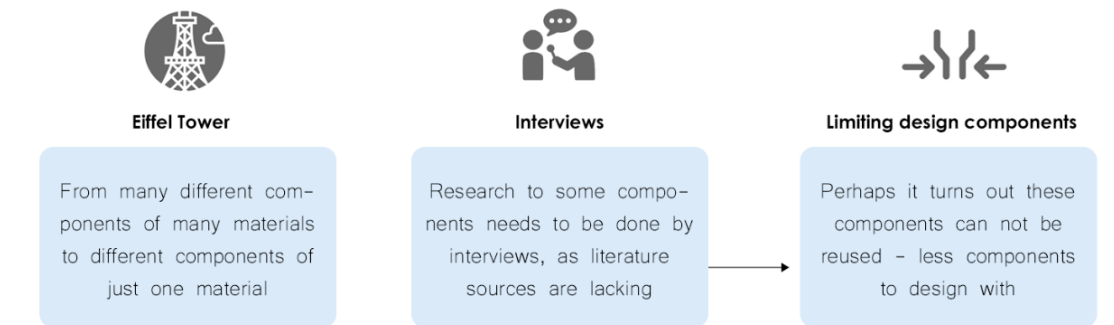 Eiffel Tower
From many different com-
ponents of many materials
to different components of
just one material
Interviews
Research to some compo-
nents needs to be done by
interviews, as literature
sources are lacking
Limiting design components
Perhaps it turns out these
components can not be
reused - less components
to design with